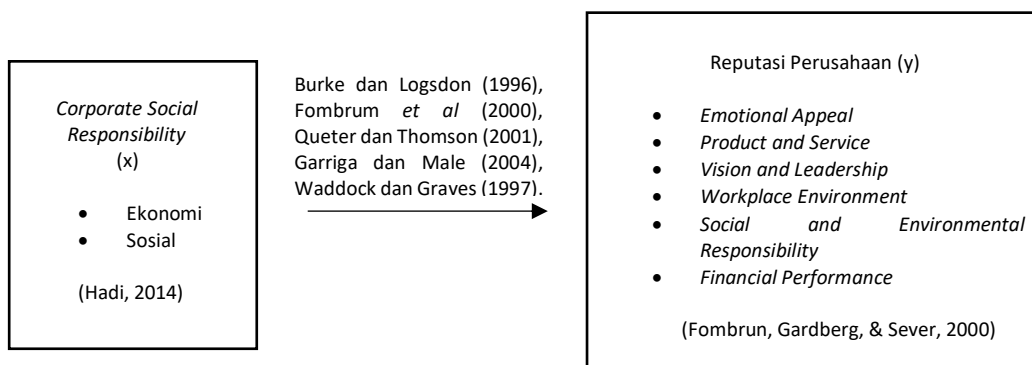 Corporate Social
Responsibility
(x)
• Ekonomi
• Sosial
(Hadi, 2014)
Burke dan Logsdon (1996),
Fombrum et al (2000),
Queter dan Thomson (2001),
Garriga dan Male (2004),
Waddock dan Graves (1997).
Reputasi Perusahaan (y)
• Emotional Appeal
• Product and Service
• Vision and Leadership
• Workplace Environment
• Social and Environmental
Responsibility
• Financial Performance
(Fombrun, Gardberg, & Sever, 2000)